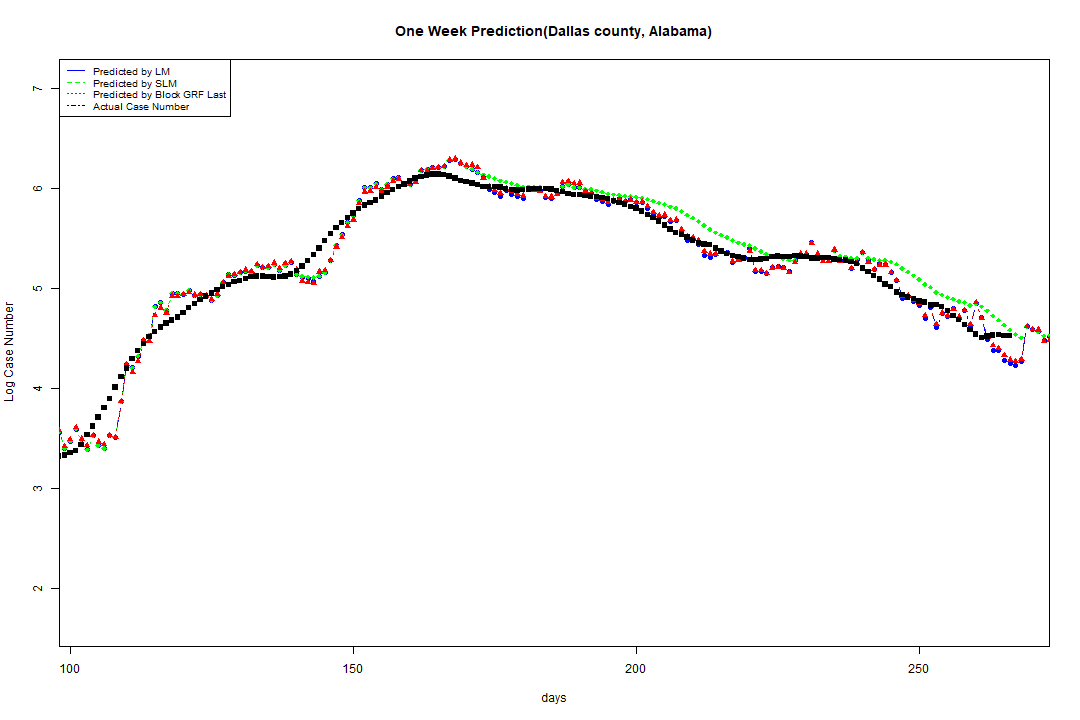 One Week Prediction(Dallas county, Alabama)
Predicted by LM
Predicted by SLM
Predicted by Block GRF Last
Actual Case Number
7
6
5
4
3
2
Log Case Number
100 150 200 250
days